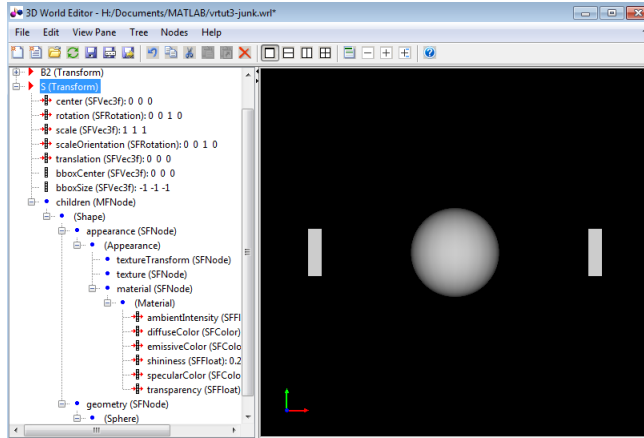 3D World Editor - H:/Documents/MATLAB/vrtut3-junk.wrl*
File Edit View Pane Tree Nodes Help
B2 (Transform)
S (Transform)
center (SFVec3f): 0 0 0
rotation (SFRotation): 0 0 1 0
scale (SFVec3f): 1 1 1
scaleOrientation (SFRotation): 0 0 1 0
translation (SFVec3f): 0 0 0
bboxCenter (SFVec3f): 0 0 0
bboxSize (SFVec3f): -1 -1 -1
children (MFNode)
(Shape)
appearance (SFNode)
(Appearance)
textureTransform (SFNode)
texture (SFNode)
material (SFNode)
(Material)
ambientIntensity (SFFl
diffuseColor (SFColor)
emissiveColor (SFColo
shininess (SFFloat): 0.2
specularColor (SFColo
transparency (SFFloat)
geometry (SFNode)
(Sphere)